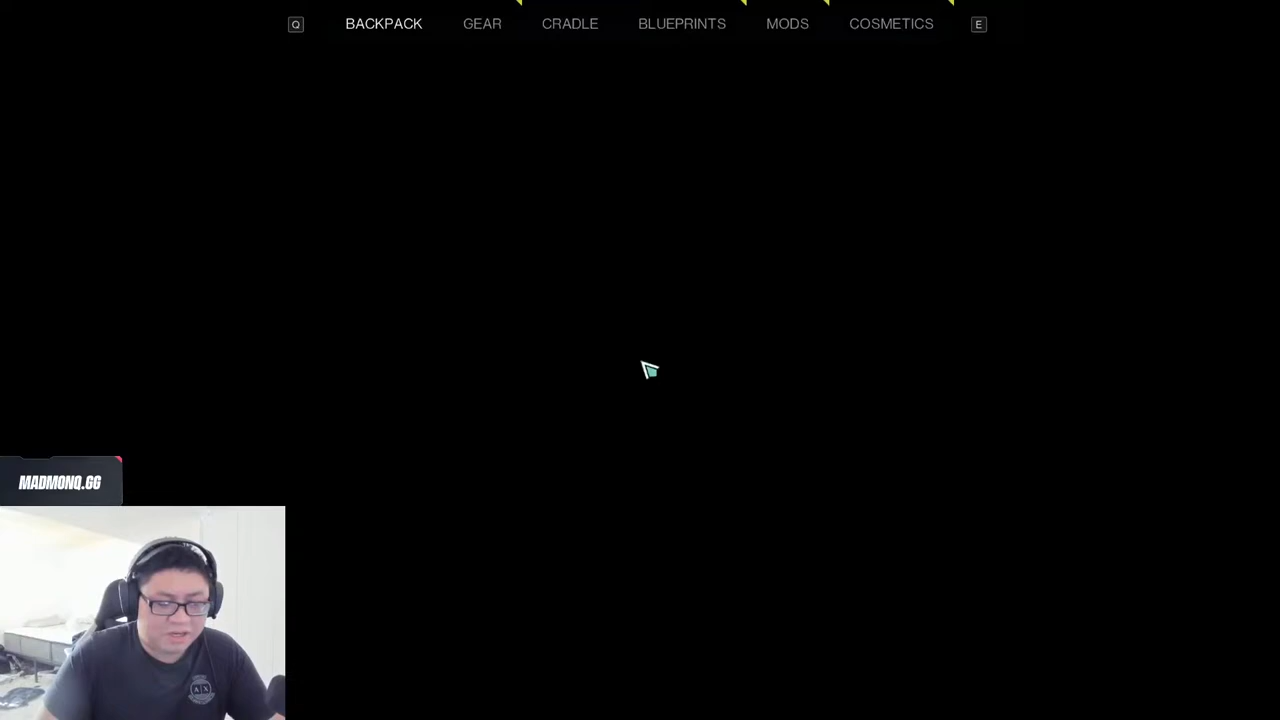 Q BACKPACK GEAR CRADLE BLUEPRINTS MODS COSMETICS E
MADMONQ.GG
A X